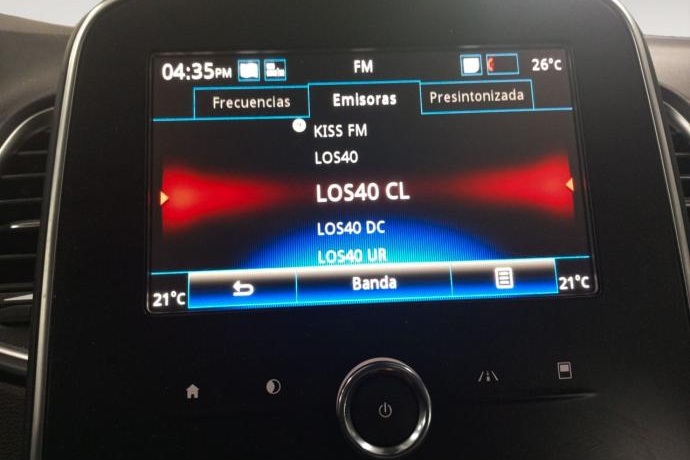 04:35PM FM 26°C
Frecuencias Emisoras Presintonizada
KISS FM
LOS40
LOS40 CL
LOS40 DC
LOS40 UR
21°C Banda 21°C